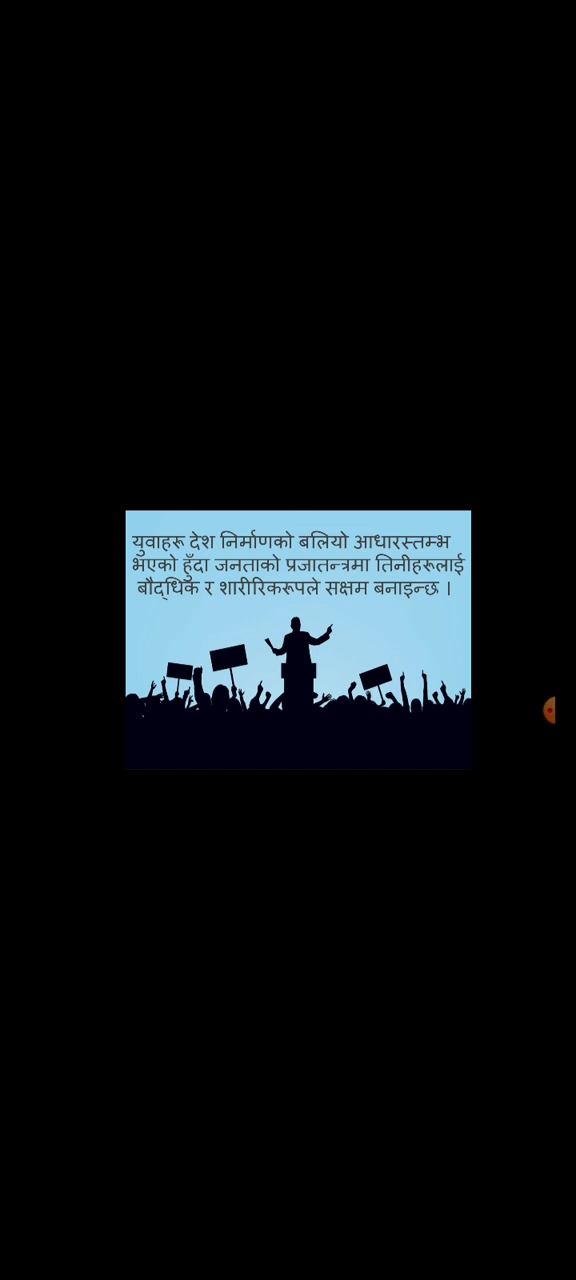 युवाहरू देश निर्माणको बलियो आधारस्तम्भ
भएको हुँदा जनताको प्रजातन्त्रमा तिनीहरूलाई
बौद्धिक र शारीरिकरूपले सक्षम बनाइन्छ ।